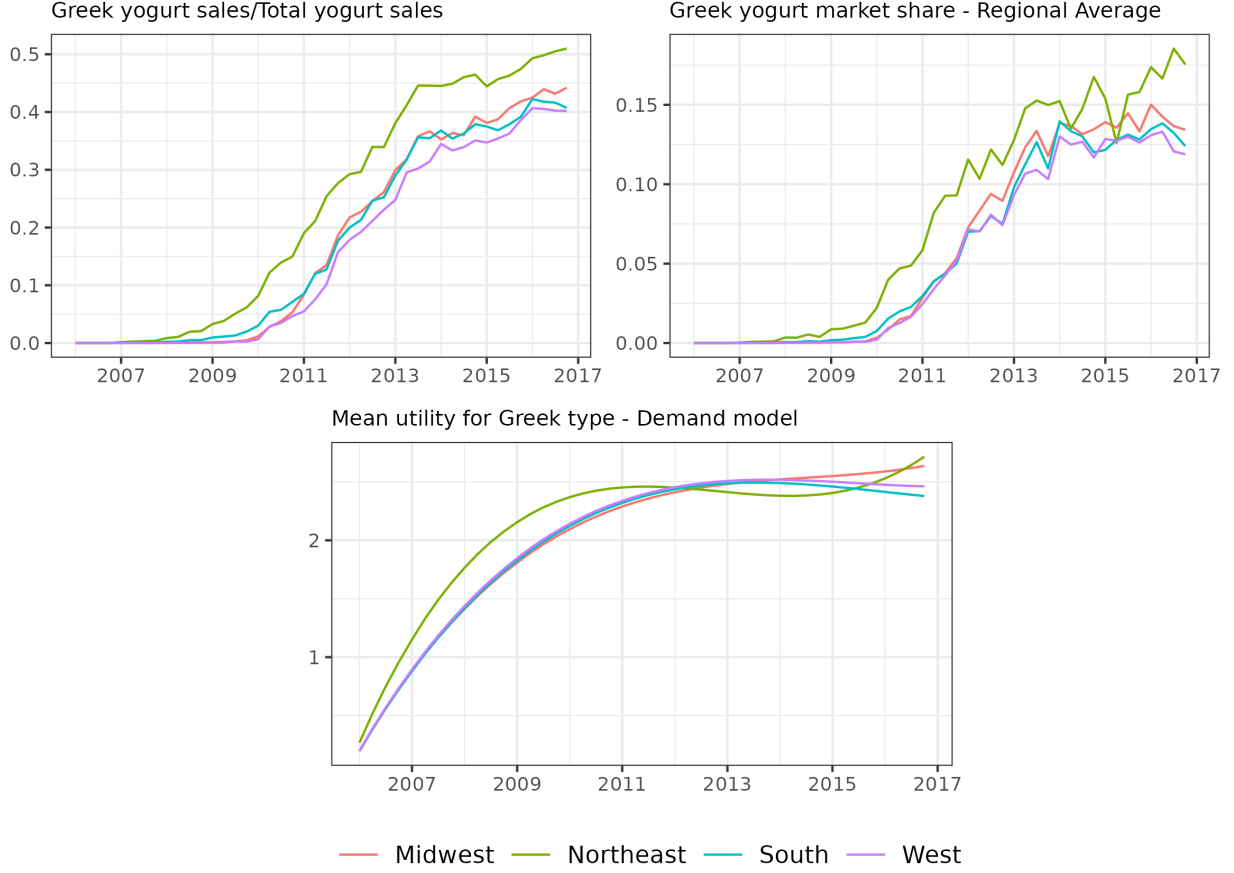 Greek yogurt sales/Total yogurt sales
0.5
0.4
0.3
0.2
0.1
0.0
2007 2009 2011 2013 2015 2017
Greek yogurt market share - Regional Average
0.15
0.10
0.05
0.00
2007 2009 2011 2013 2015 2017
Mean utility for Greek type - Demand model
2
1
2007 2009 2011 2013 2015 2017
Midwest Northeast South West